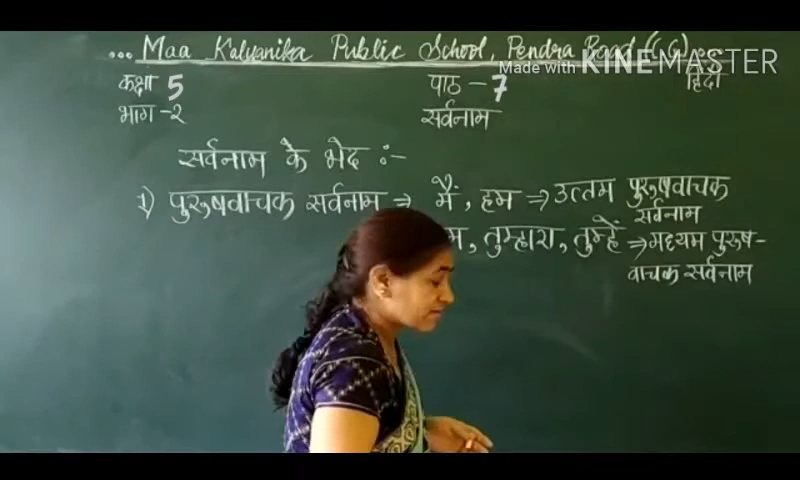 ... Maa Kalyanika Public School, Pendra Road (C.G) ...
Made with KINEMASTER
कक्षा 5 पाठ - 7 हिंदी
भाग - २ सर्वनाम
सर्वनाम के भेद :-
1) पुरुषवाचक सर्वनाम ⇒ मैं, हम ⇒ उत्तम पुरुषवाचक
सर्वनाम
म, तुम्हारा, तुम्हें ⇒ मध्यम पुरुष-
वाचक सर्वनाम